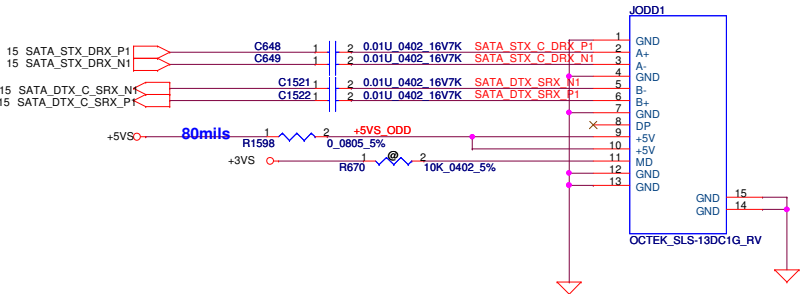 JODD1
1 GND
15 SATA_STX_DRX_P1 C648 1 2 0.01U_0402_16V7K SATA_STX_C_DRX_P1 2 A+
15 SATA_STX_DRX_N1 C649 1 2 0.01U_0402_16V7K SATA_STX_C_DRX_N1 3 A-
4 GND
15 SATA_DTX_C_SRX_N1 C1521 1 2 0.01U_0402_16V7K SATA_DTX_SRX_N1 5 B-
15 SATA_DTX_C_SRX_P1 C1522 1 2 0.01U_0402_16V7K SATA_DTX_SRX_P1 6 B+
7 GND
8 DP
+5VS 80mils 1 2 +5VS_ODD 9 +5V
R1598 0_0805_5% 10 +5V
+3VS 1 @ 2 11 MD
R670 10K_0402_5% 12 GND
13 GND
GND 15
GND 14
OCTEK_SLS-13DC1G_RV